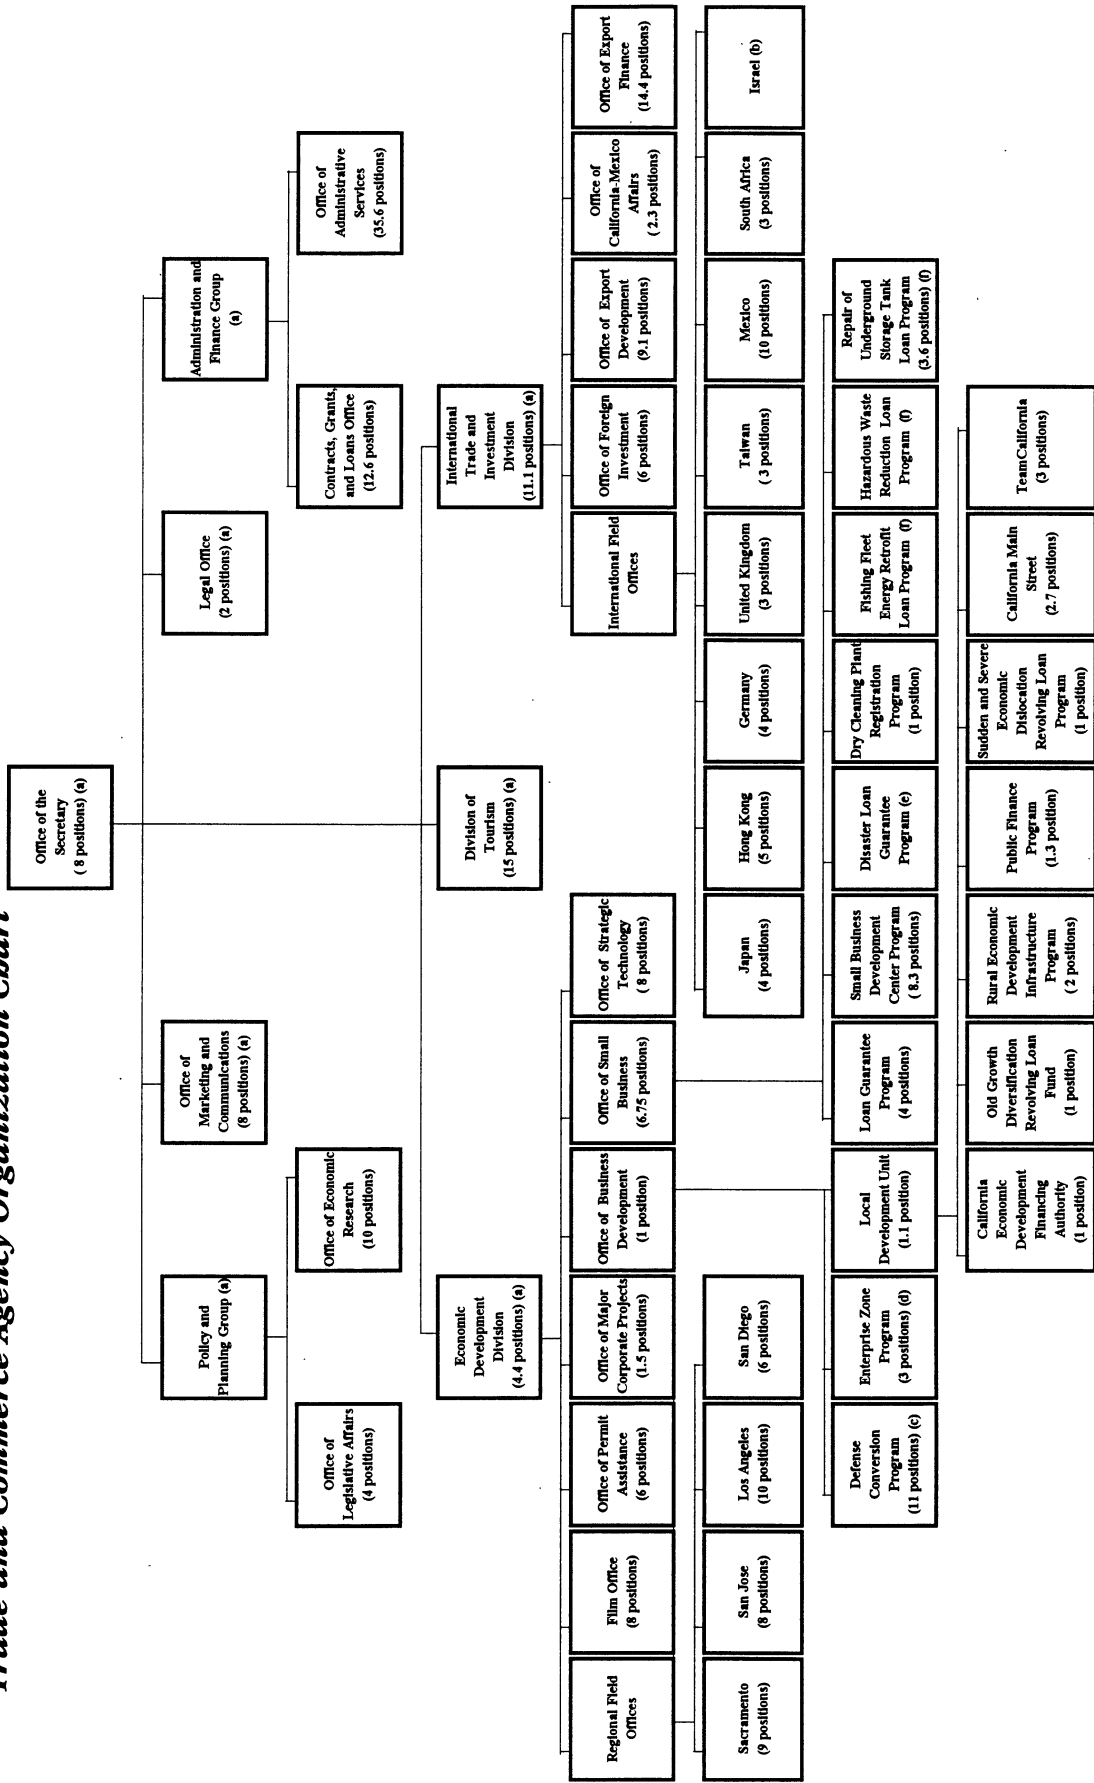 Trade and Commerce Agency Organization Chart
Office of the
Secretary
( 8 positions) (a)
Policy and
Planning Group (a)
Office of
Marketing and
Communications
(8 positions) (a)
Legal Office
(2 positions) (a)
Administration and
Finance Group
(a)
Office of
Legislative Affairs
(4 positions)
Office of Economic
Research
(10 positions)
Contracts, Grants,
and Loans Office
(12.6 positions)
Office of
Administrative
Services
(35.6 positions)
Economic
Development
Division
(4.4 positions) (a)
Division of
Tourism
(15 positions) (a)
International
Trade and
Investment
Division
(11.1 positions) (a)
Regional Field
Offices
Film Office
(8 positions)
Office of Permit
Assistance
(6 positions)
Office of Major
Corporate Projects
(1.5 positions)
Office of Business
Development
(1 position)
Office of Small
Business
(6.75 positions)
Office of Strategic
Technology
( 8 positions)
International Field
Offices
Office of Foreign
Investment
(6 positions)
Office of Export
Development
(9.1 positions)
Office of
California-Mexico
Affairs
( 2.3 positions)
Office of Export
Finance
(14.4 positions)
Sacramento
(9 positions)
San Jose
(8 positions)
Los Angeles
(10 positions)
San Diego
(6 positions)
Japan
(4 positions)
Hong Kong
(5 positions)
Germany
(4 positions)
United Kingdom
(3 positions)
Taiwan
( 3 positions)
Mexico
(10 positions)
South Africa
(3 positions)
Israel (b)
Defense
Conversion
Program
(11 positions) (c)
Enterprise Zone
Program
(3 positions) (d)
Local
Development Unit
(1.1 position)
Loan Guarantee
Program
(4 positions)
Small Business
Development
Center Program
( 8.3 positions)
Disaster Loan
Guarantee
Program (e)
Dry Cleaning Plant
Registration
Program
(1 position)
Fishing Fleet
Energy Retrofit
Loan Program (f)
Hazardous Waste
Reduction Loan
Program (f)
Repair of
Underground
Storage Tank
Loan Program
(3.6 positions) (f)
California
Economic
Development
Financing
Authority
(1 position)
Old Growth
Diversification
Revolving Loan
Fund
(1 position)
Rural Economic
Development
Infrastructure
Program
( 2 positions)
Public Finance
Program
(1.3 position)
Sudden and Severe
Economic
Dislocation
Revolving Loan
Program
(1 position)
California Main
Street
(2.7 positions)
TeamCalifornia
(3 positions)